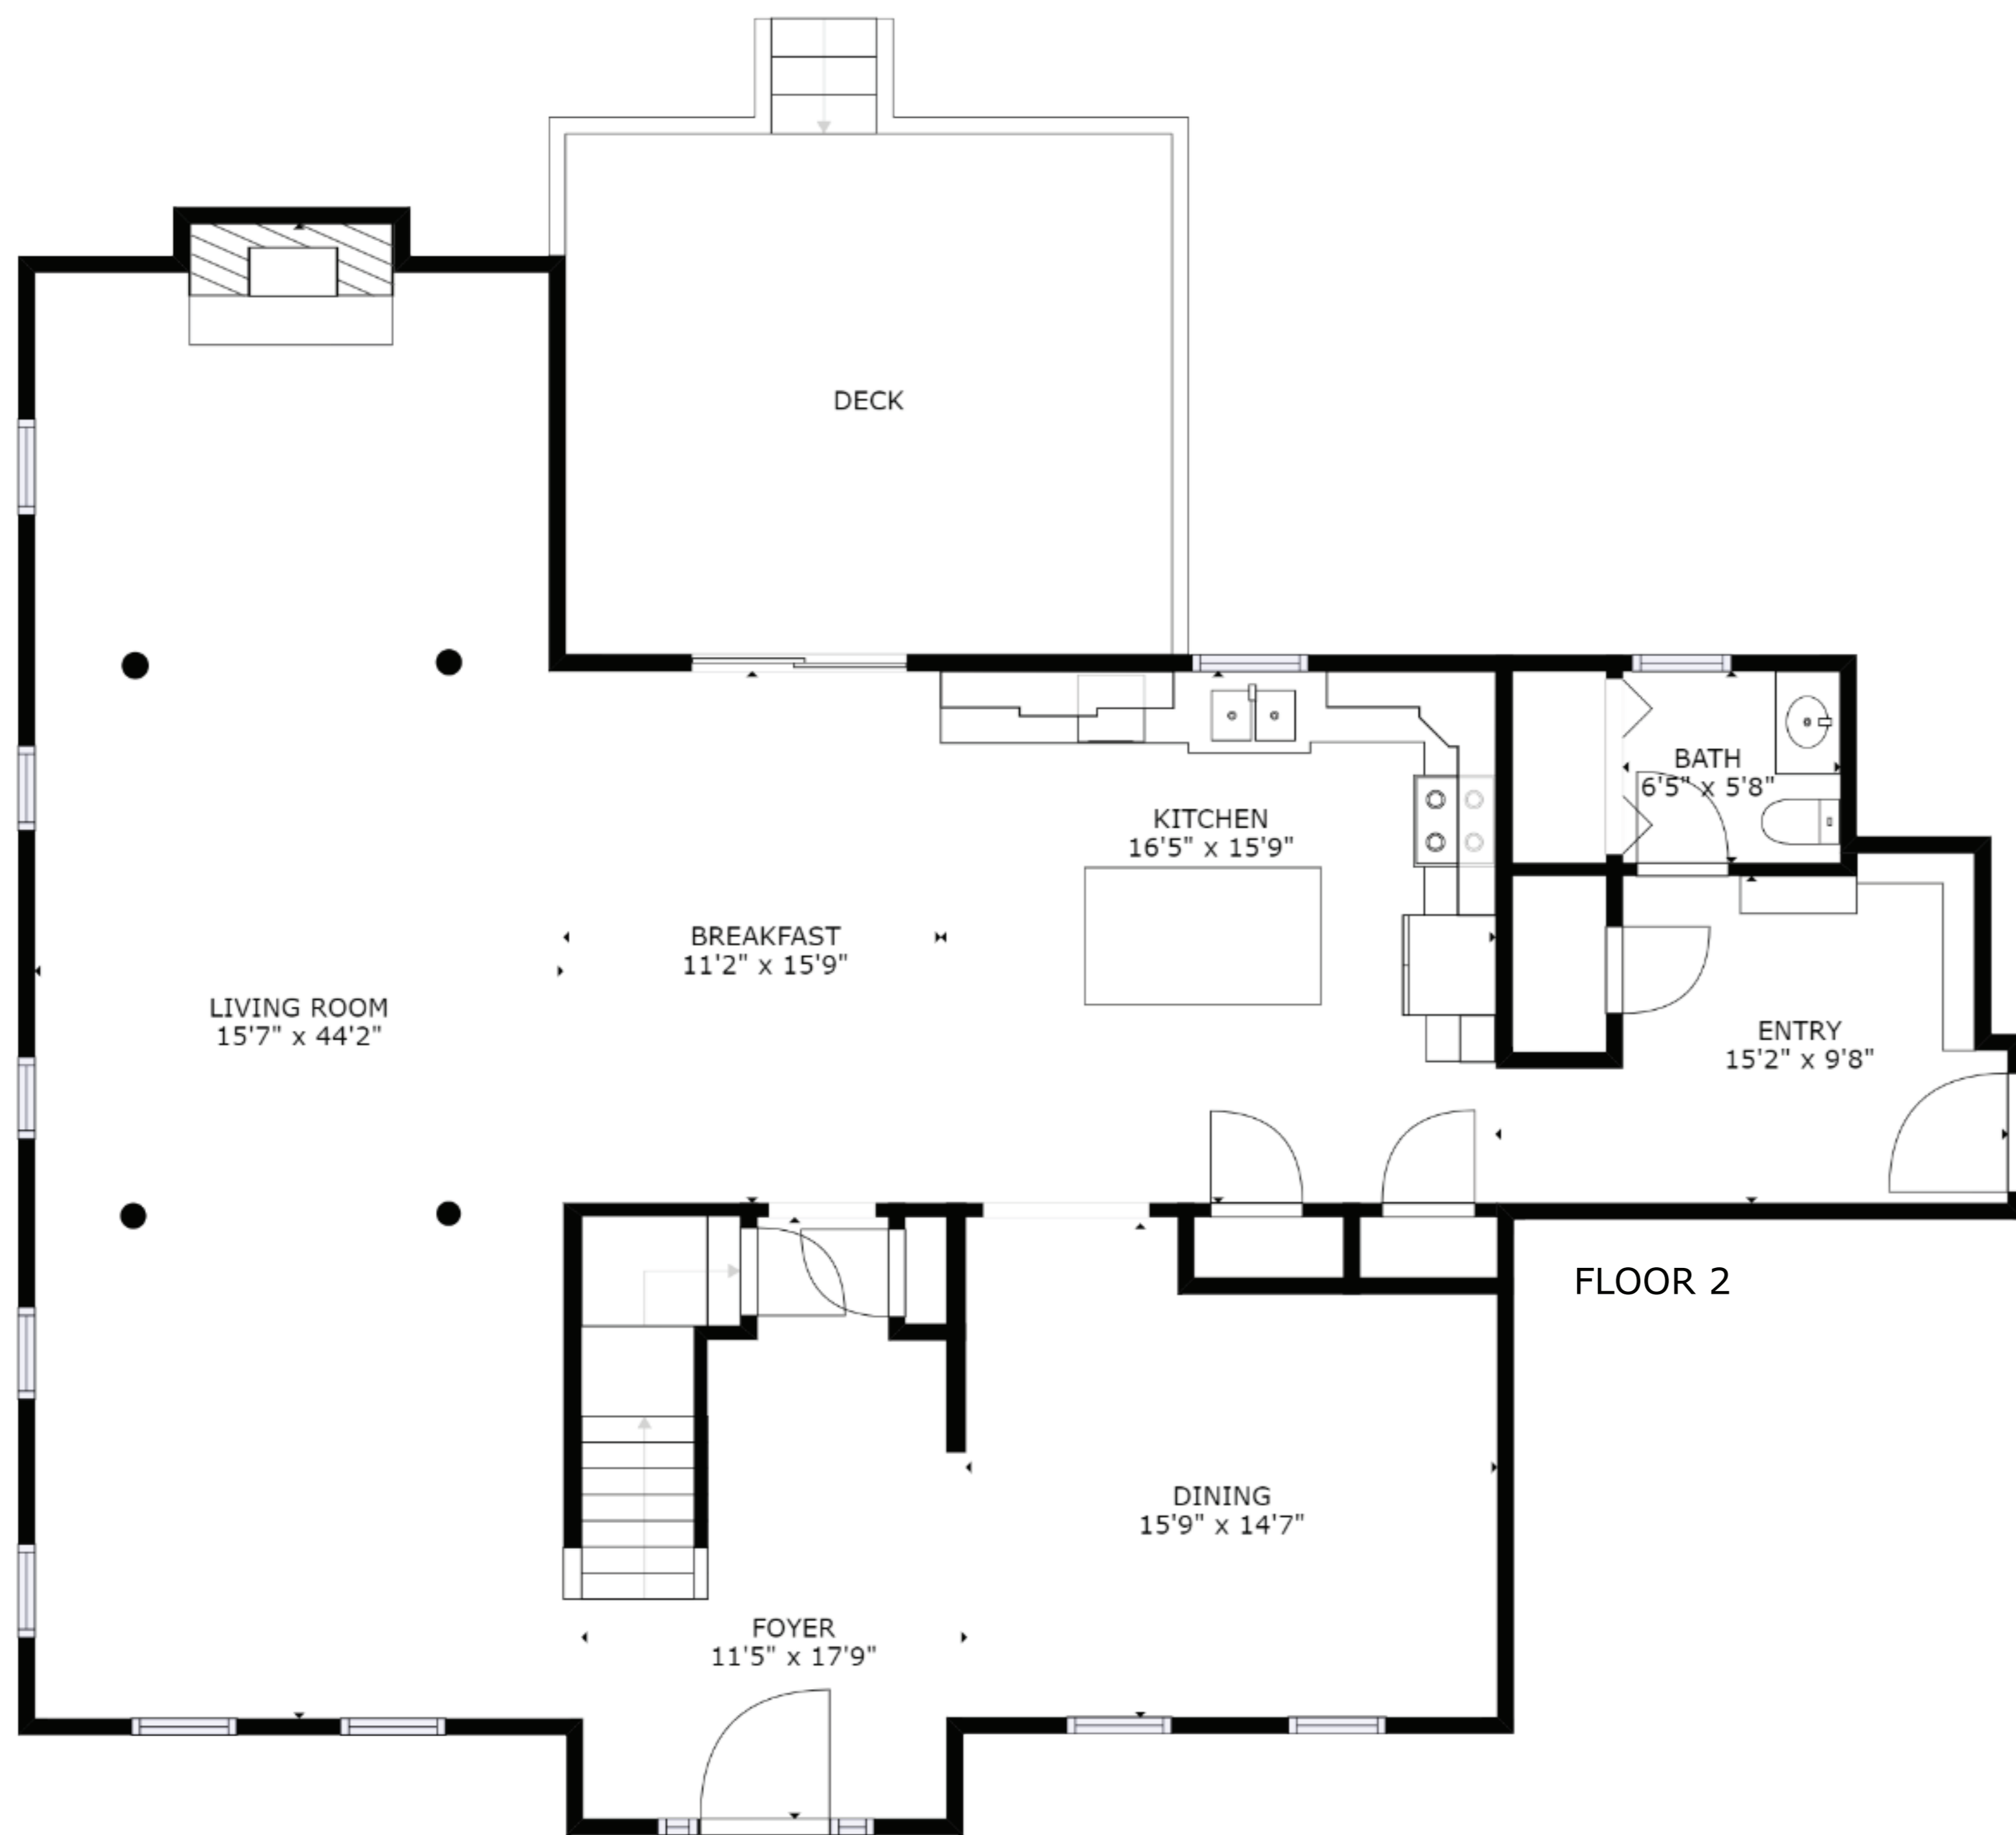 DECK
BATH
6'5" x 5'8"
KITCHEN
16'5" x 15'9"
BREAKFAST
11'2" x 15'9"
LIVING ROOM
15'7" x 44'2"
ENTRY
15'2" x 9'8"
FLOOR 2
DINING
15'9" x 14'7"
FOYER
11'5" x 17'9"